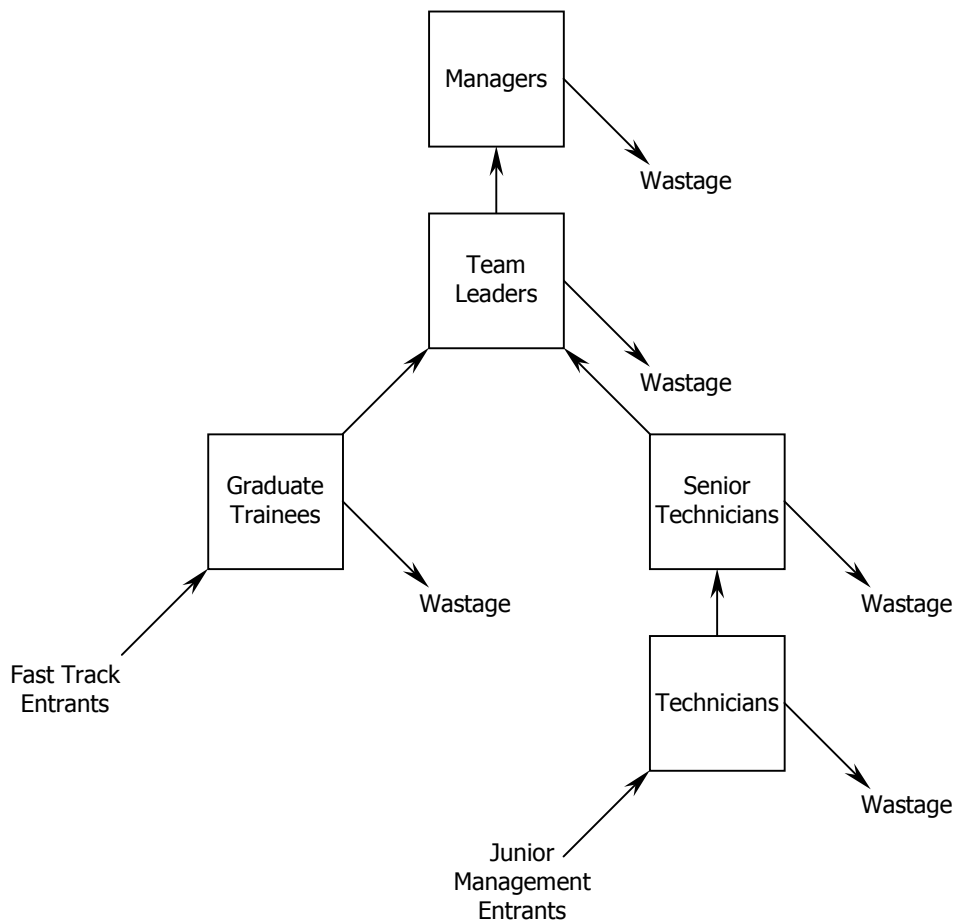 Managers
Wastage
Team
Leaders
Wastage
Graduate
Trainees
Senior
Technicians
Wastage
Wastage
Fast Track
Entrants
Technicians
Wastage
Junior
Management
Entrants